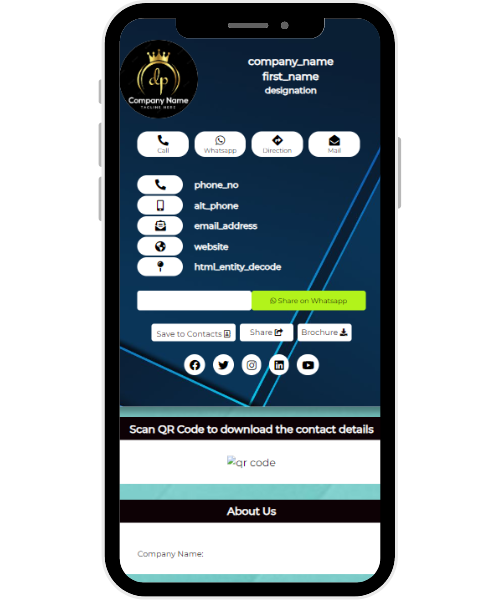 dp
Company Name
TAGLINE HERE
company_name
first_name
designation
Call
Whatsapp
Direction
Mail
phone_no
alt_phone
email_address
website
html_entity_decode
Share on Whatsapp
Save to Contacts
Share
Brochure
Scan QR Code to download the contact details
qr code
About Us
Company Name: